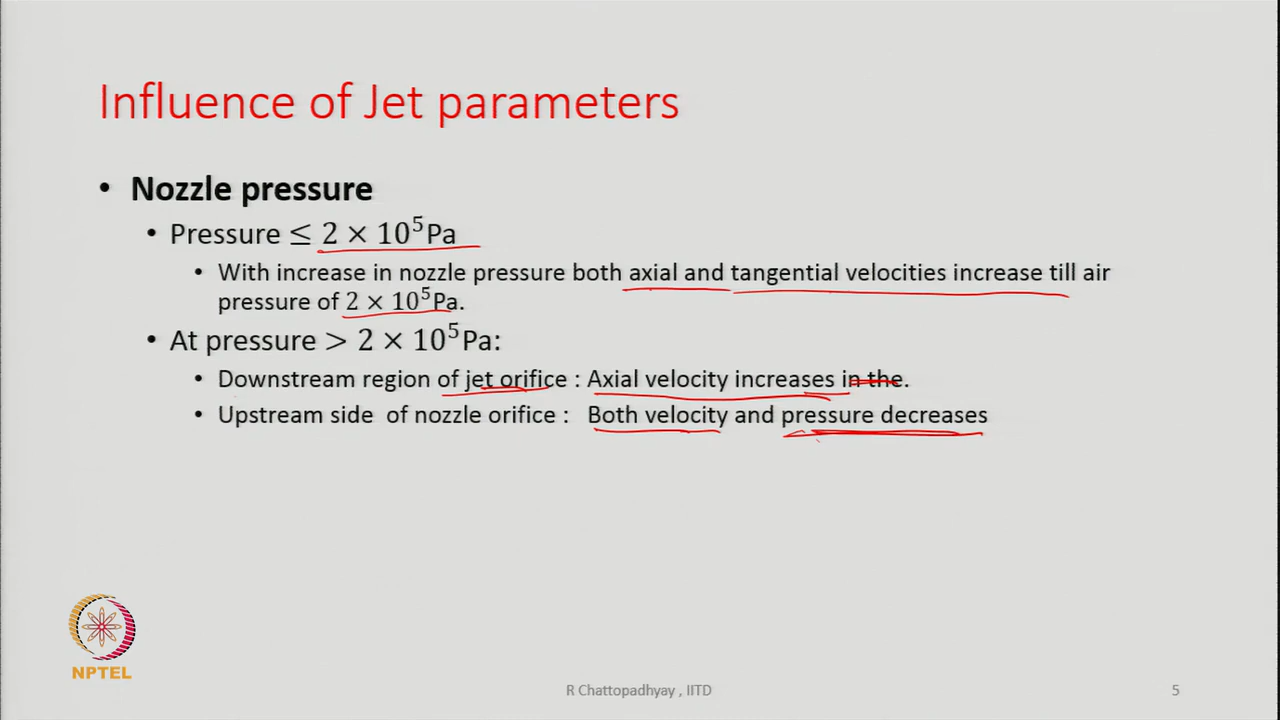 Influence of Jet parameters
• Nozzle pressure
• Pressure ≤ 2 × 10⁵Pa
• With increase in nozzle pressure both axial and tangential velocities increase till air
pressure of 2 × 10⁵Pa.
• At pressure > 2 × 10⁵Pa:
• Downstream region of jet orifice : Axial velocity increases in the.
• Upstream side of nozzle orifice : Both velocity and pressure decreases
NPTEL
R Chattopadhyay , IITD
5